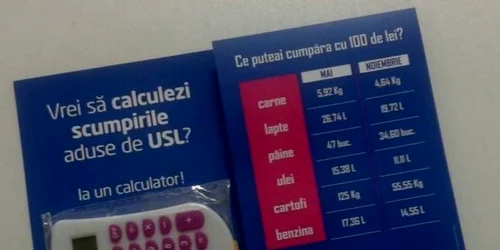 Vrei să calculezi
scumpirile
aduse de USL?
Ia un calculator!
Ce puteai cumpăra cu 100 de lei?
MAI NOIEMBRIE
carne 5,92 Kg 4,64 Kg
lapte 26.74 L 19.72 L
pâine 47 buc. 34,60 buc.
ulei 15.38 L 11,11 L
cartofi 125 Kg 55,55 Kg
benzina 17,36 L 14,55 L